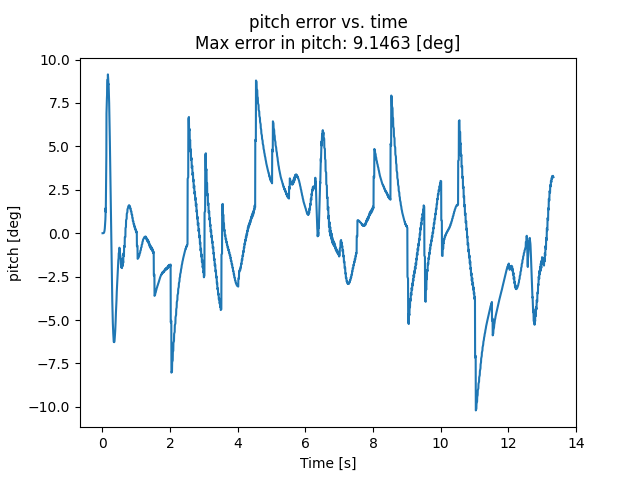 pitch error vs. time
Max error in pitch: 9.1463 [deg]
10.0
7.5
5.0
2.5
0.0
−2.5
−5.0
−7.5
−10.0
pitch [deg]
0 2 4 6 8 10 12 14
Time [s]